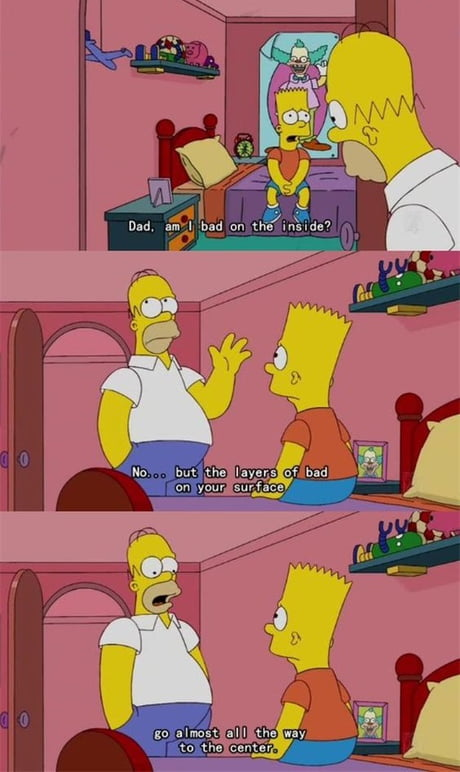 Dad, am I bad on the inside?
No... but the layers of bad
on your surface
go almost all the way
to the center.